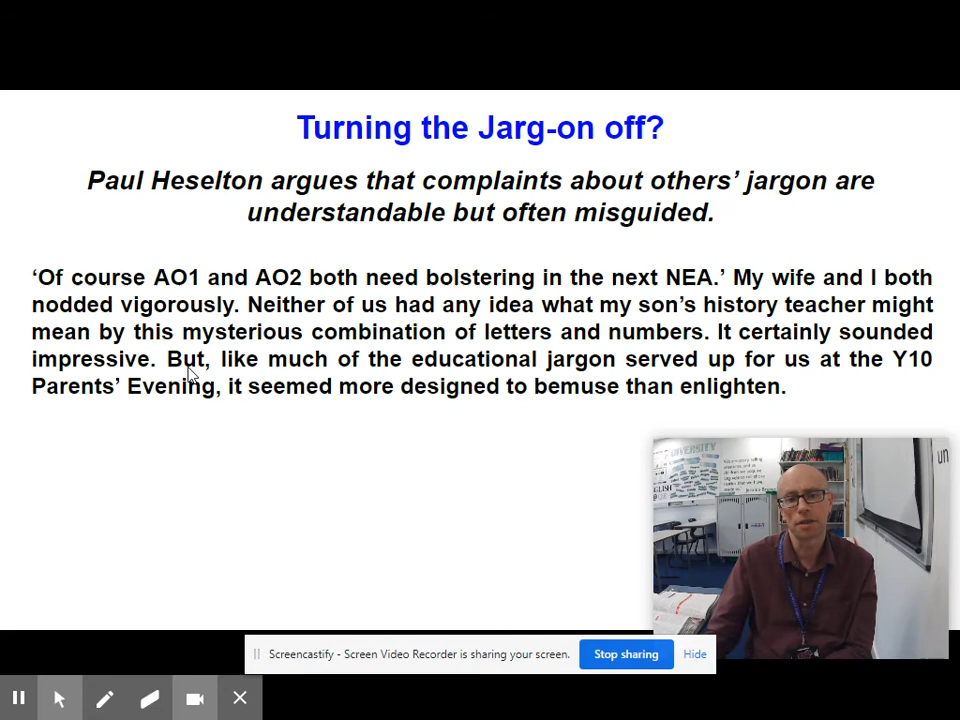 Turning the Jarg-on off?
Paul Heselton argues that complaints about others’ jargon are
understandable but often misguided.
‘Of course AO1 and AO2 both need bolstering in the next NEA.’ My wife and I both
nodded vigorously. Neither of us had any idea what my son’s history teacher might
mean by this mysterious combination of letters and numbers. It certainly sounded
impressive. But, like much of the educational jargon served up for us at the Y10
Parents’ Evening, it seemed more designed to bemuse than enlighten.
DIVERSITY
un
Screencastify - Screen Video Recorder is sharing your screen.
Stop sharing
Hide